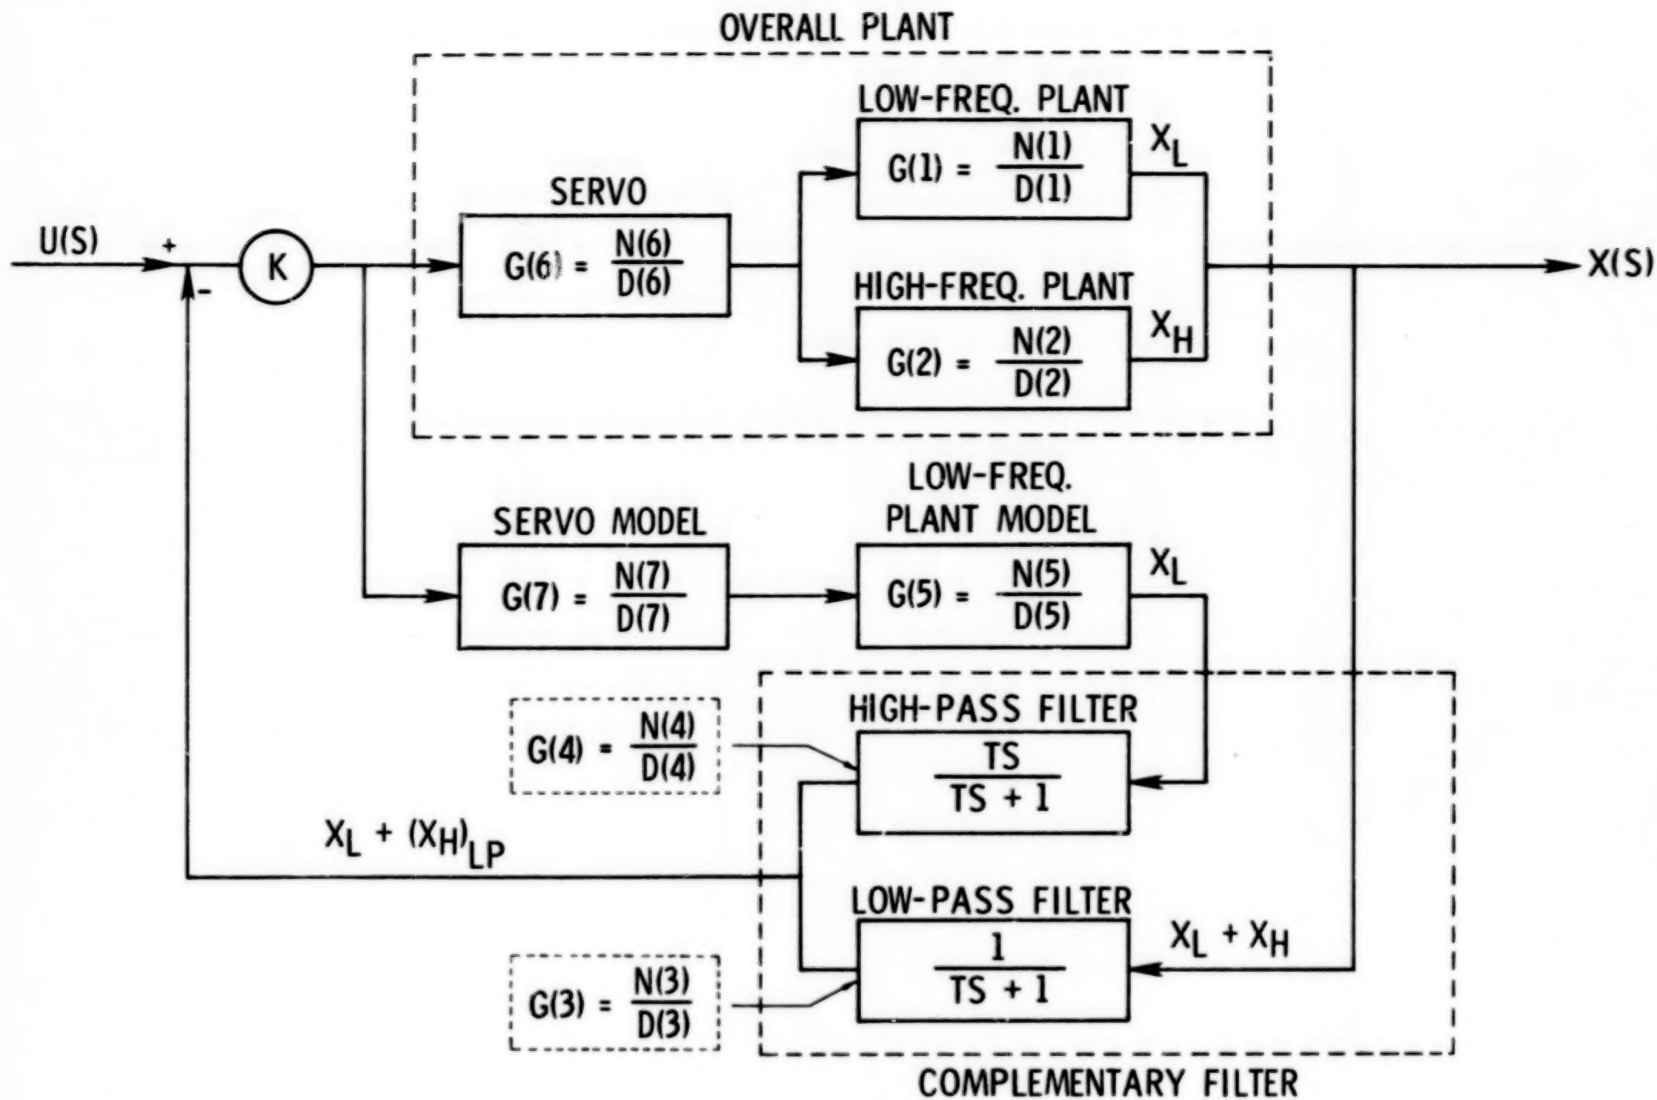 OVERALL PLANT
LOW-FREQ. PLANT
G(1) = N(1) / D(1)
X_L
SERVO
G(6) = N(6) / D(6)
U(S)
+
-
K
X(S)
HIGH-FREQ. PLANT
G(2) = N(2) / D(2)
X_H
LOW-FREQ.
PLANT MODEL
SERVO MODEL
G(7) = N(7) / D(7)
G(5) = N(5) / D(5)
X_L
HIGH-PASS FILTER
G(4) = N(4) / D(4)
TS / TS + 1
X_L + (X_H)_LP
LOW-PASS FILTER
1 / TS + 1
X_L + X_H
G(3) = N(3) / D(3)
COMPLEMENTARY FILTER